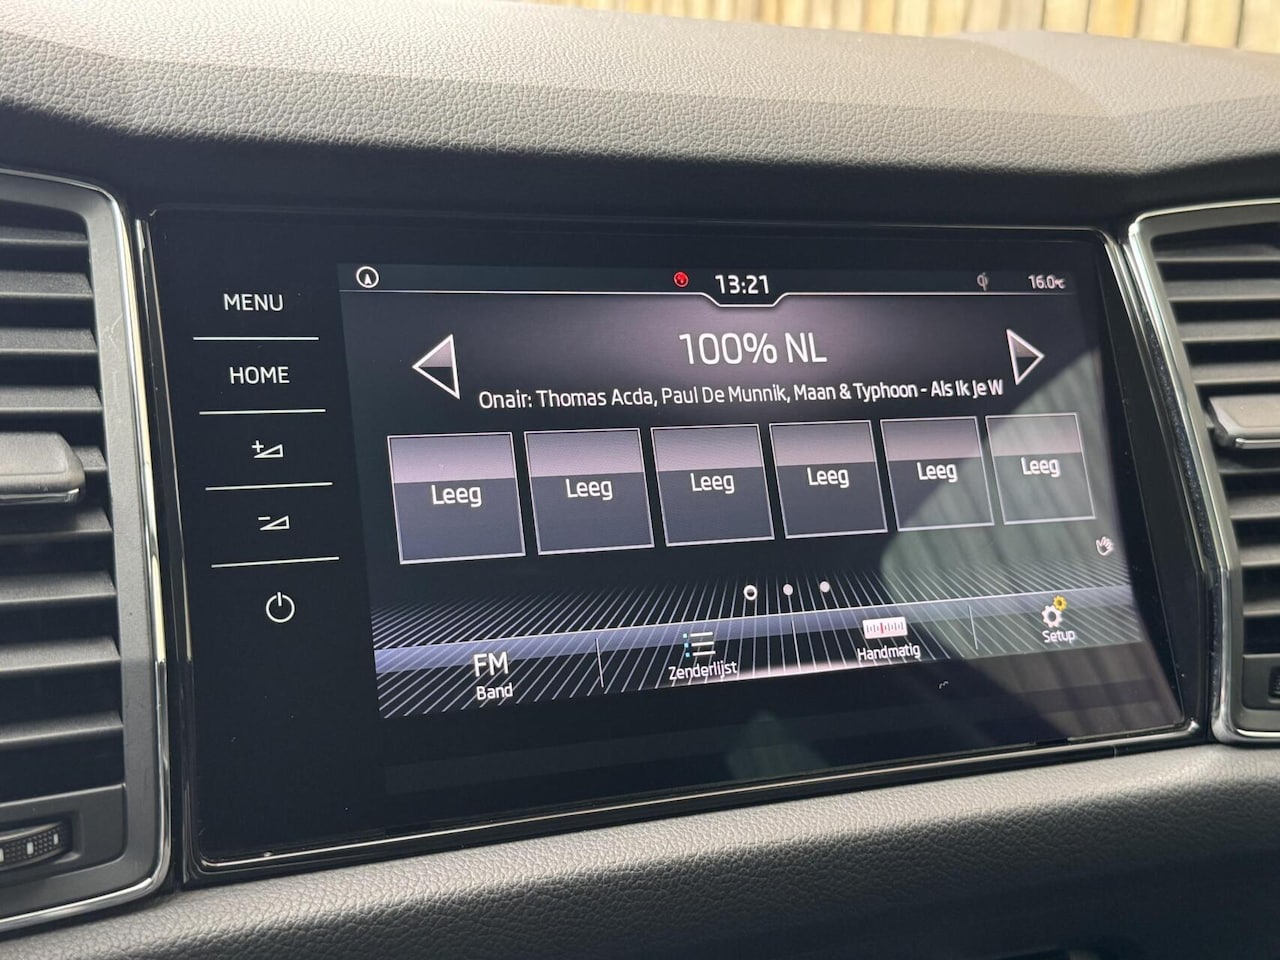 MENU
HOME
13:21
16.0°C
100% NL
Onair: Thomas Acda, Paul De Munnik, Maan & Typhoon - Als Ik Je W
Leeg
Leeg
Leeg
Leeg
Leeg
Leeg
FM
Band
Zenderlijst
Handmatig
Setup